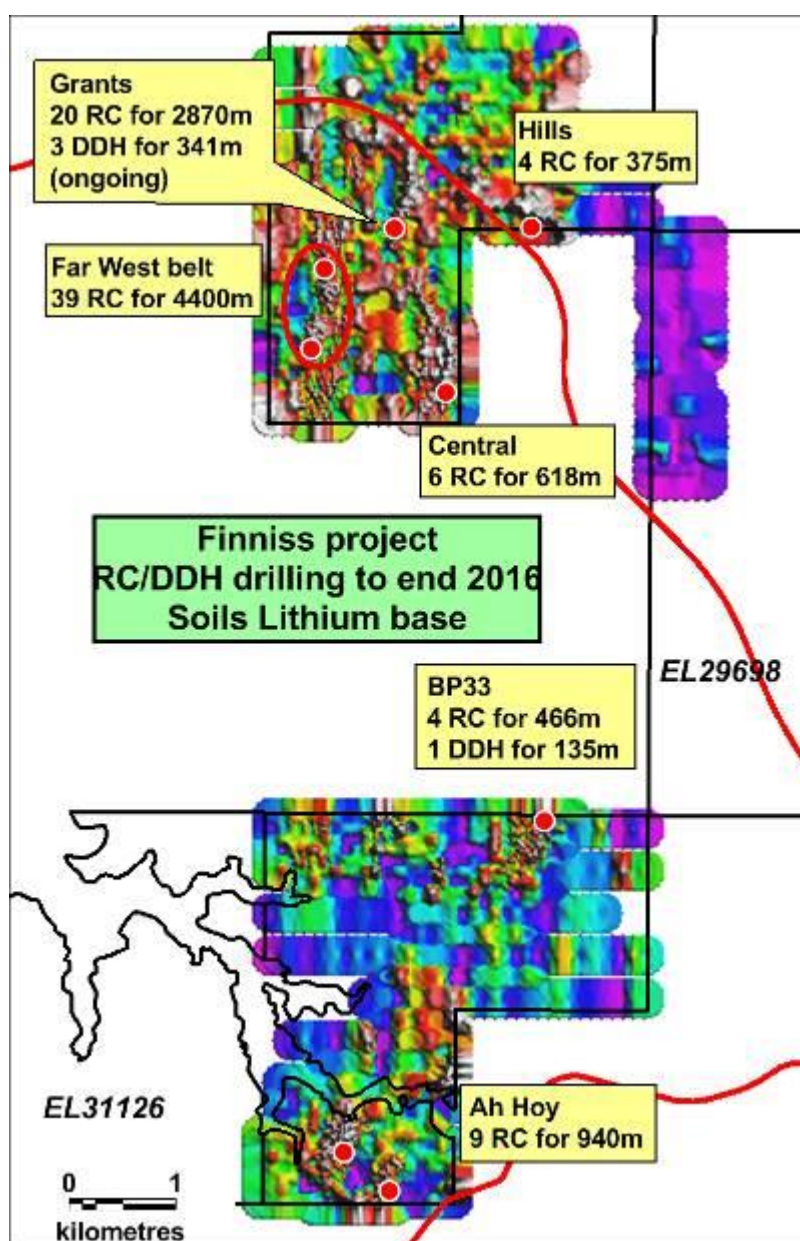 Grants
20 RC for 2870m
3 DDH for 341m
(ongoing)
Hills
4 RC for 375m
Far West belt
39 RC for 4400m
Central
6 RC for 618m
Finniss project
RC/DDH drilling to end 2016
Soils Lithium base
EL29698
BP33
4 RC for 466m
1 DDH for 135m
EL31126
Ah Hoy
9 RC for 940m
0 1
kilometres